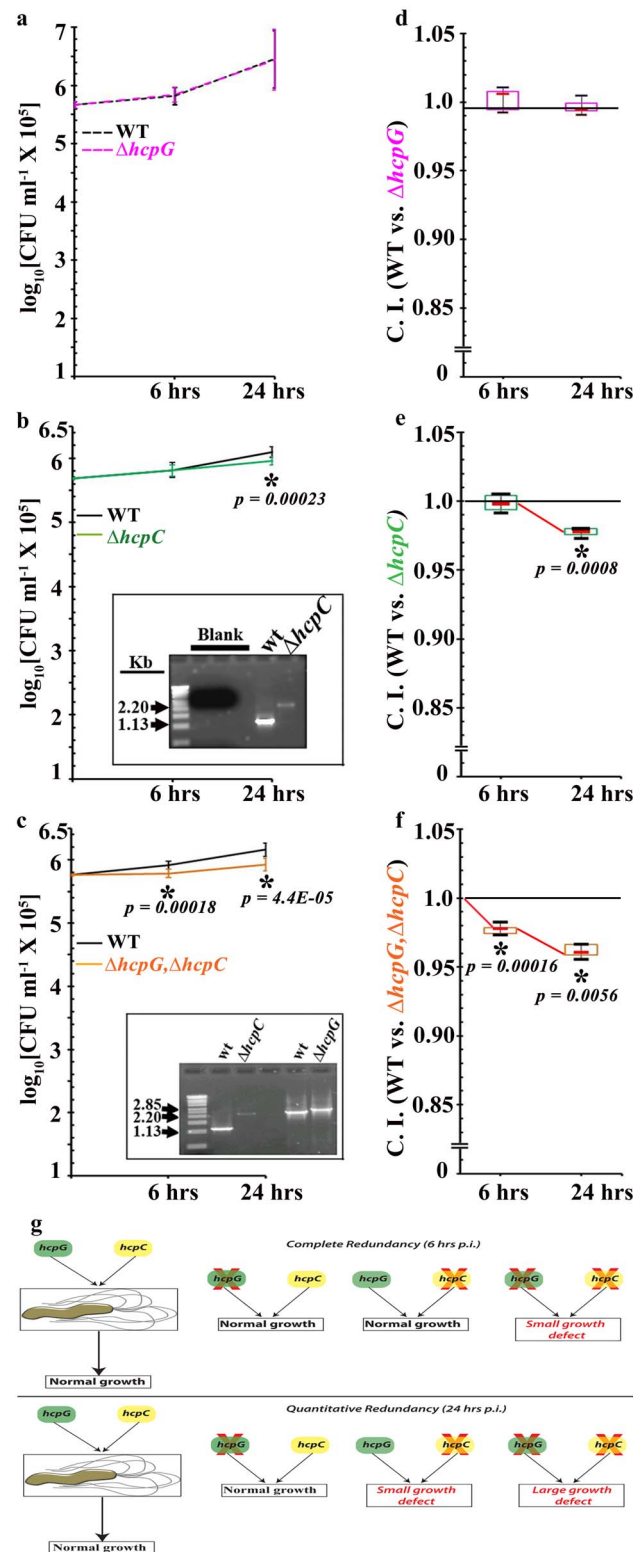 a
log₁₀[CFU ml⁻¹ X 10⁵]
7
6
5
4
3
2
1
WT
ΔhcpG
6 hrs
24 hrs
d
C. I. (WT vs. ΔhcpG)
1.05
1.0
0.95
0.90
0.85
0
6 hrs
24 hrs
b
log₁₀[CFU ml⁻¹ X 10⁵]
6.5
6
5
4
3
2
1
*
p = 0.00023
WT
ΔhcpC
Blank
wt
ΔhcpC
Kb
2.20
1.13
6 hrs
24 hrs
e
C. I. (WT vs. ΔhcpC)
1.05
1.0
0.95
0.90
0.85
0
*
p = 0.0008
6 hrs
24 hrs
c
log₁₀[CFU ml⁻¹ X 10⁵]
6.5
6
5
4
3
2
1
*
*
p = 0.00018
p = 4.4E-05
WT
ΔhcpG,ΔhcpC
wt
ΔhcpC
wt
ΔhcpG
2.85
2.20
1.13
6 hrs
24 hrs
f
C. I. (WT vs. ΔhcpG,ΔhcpC)
1.05
1.0
0.95
0.90
0.85
0
*
*
p = 0.00016
p = 0.0056
6 hrs
24 hrs
g
hcpG hcpC
Normal growth
Complete Redundancy (6 hrs p.i.)
hcpG hcpC
Normal growth
hcpG hcpC
Normal growth
hcpG hcpC
Small growth
defect
hcpG hcpC
Normal growth
Quantitative Redundancy (24 hrs p.i.)
hcpG hcpC
Normal growth
hcpG hcpC
Small growth
defect
hcpG hcpC
Large growth
defect